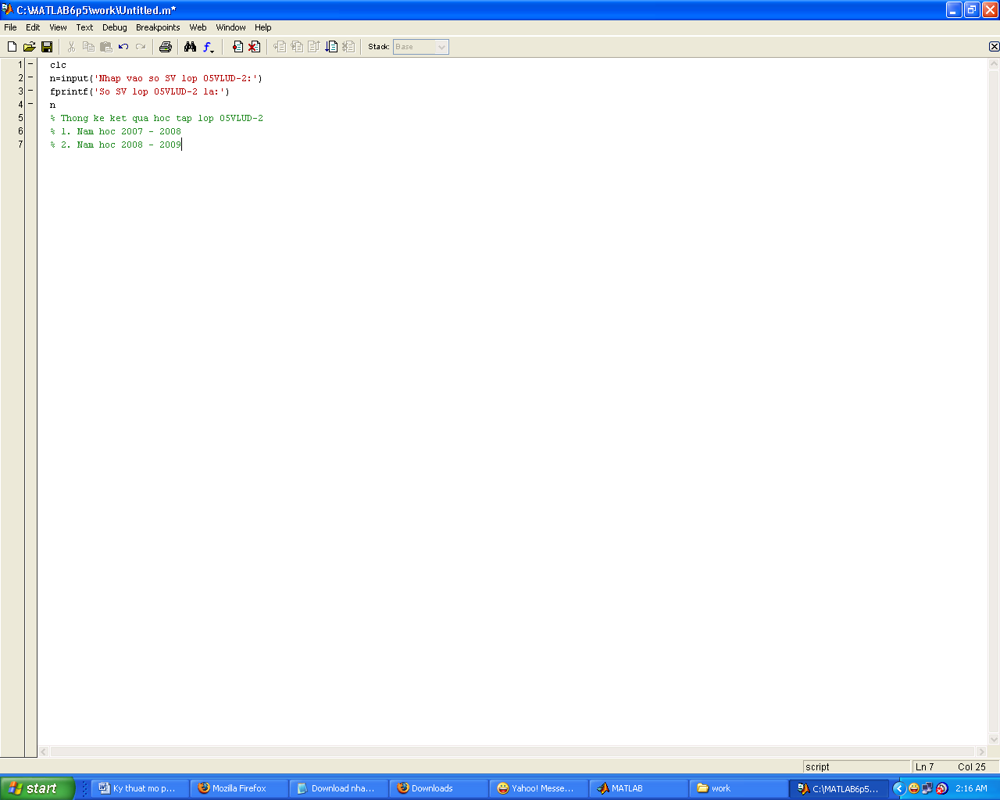 C:\MATLAB6p5\work\Untitled.m*
File Edit View Text Debug Breakpoints Web Window Help
Stack: Base
1 clc
2 n=input('Nhap vao so SV lop 05VLUD-2:')
3 fprintf('So SV lop 05VLUD-2 la:')
4 n
5 % Thong ke ket qua hoc tap lop 05VLUD-2
6 % 1. Nam hoc 2007 - 2008
7 % 2. Nam hoc 2008 - 2009
script Ln 7 Col 25
start Ky thuat mo p... Mozilla Firefox Download nha... Downloads Yahoo! Messe... MATLAB work C:\MATLAB6p5... 2:16 AM